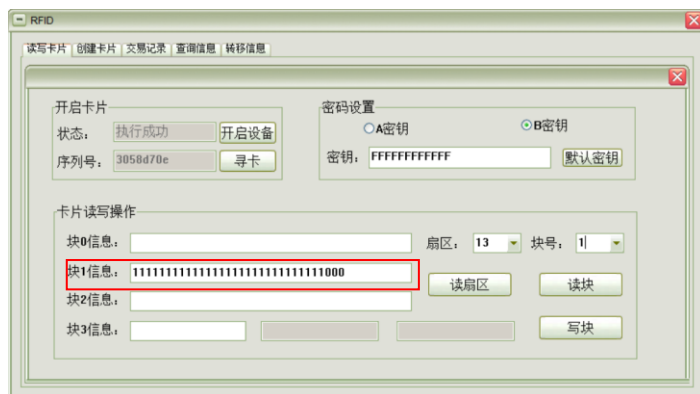 RFID
读写卡片 创建卡片 交易记录 查询信息 转移信息
开启卡片 密码设置
状态： 执行成功 开启设备 A密钥 B密钥
序列号： 3058d70e 寻卡 密钥： FFFFFFFFFFFF 默认密钥
卡片读写操作
块0信息： 扇区： 13 块号： 1
块1信息： 11111111111111111111111111111000 读扇区 读块
块2信息：
块3信息： 写块